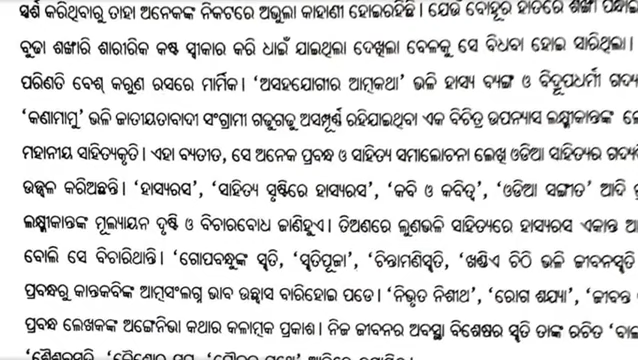 ସ୍ପର୍ଶ କରିଥିବାରୁ ତାହା ଅନେକଙ୍କ ନିକଟରେ ଅଭୁଲା କାହାଣୀ ହୋଇରହିଛି। ଯେଉଁ ବୋହୂର ହାତରେ ଶଙ୍ଖା ପିନ୍ଧାଇ
ବୁଢା ଶଙ୍ଖାରି ଶାରୀରିକ କଷ୍ଟ ସ୍ୱୀକାର କରି ଧାଇଁ ଯାଇଥିଲା ଦେଖିଲା ବେଳକୁ ସେ ବିଧବା ହୋଇ ସାରିଥିଲା।
ପରିଣତି ବେଶ୍ କରୁଣ ରସରେ ମାର୍ମିକ। ‘ଅସହଯୋଗୀର ଆତ୍ମକଥା’ ଭଳି ହାସ୍ୟ ବ୍ୟଙ୍ଗ ଓ ବିଦ୍ରୂପଧର୍ମୀ ଗଦ୍ୟ
‘କଣାମାମୁ’ ଭଳି ଜାତୀୟତାବାଦୀ ସଂଗ୍ରାମୀ ଗଢୁଗଢୁ ଅସମ୍ପୂର୍ଣ୍ଣ ରହିଯାଇଥିବା ଏକ ବିଚିତ୍ର ଉପନ୍ୟାସ ଲକ୍ଷ୍ମୀକାନ୍ତଙ୍କ
ମହାନୀୟ ସାହିତ୍ୟକୃତି। ଏହା ବ୍ୟତୀତ, ସେ ଅନେକ ପ୍ରବନ୍ଧ ଓ ସାହିତ୍ୟ ସମାଲୋଚନା ଲେଖି ଓଡିଆ ସାହିତ୍ୟର
ଉଜ୍ଜ୍ୱଳ କରିଅଛନ୍ତି। ‘ହାସ୍ୟରସ’, ‘ସାହିତ୍ୟ ସୃଷ୍ଟିରେ ହାସ୍ୟରସ’, ‘କବି ଓ କବିତ୍ୱ’, ‘ଓଡିଆ ସଙ୍ଗୀତ’ ଆଦି
ଲକ୍ଷ୍ମୀକାନ୍ତଙ୍କ ମୂଲ୍ୟାୟନ ଦୃଷ୍ଟି ଓ ବିଚାରବୋଧ ଜାଣିହୁଏ। ତିଅଣରେ ଲୁଣଭଳି ସାହିତ୍ୟରେ ହାସ୍ୟରସ ଏକାନ୍ତ
ବୋଲି ସେ ବିଚାରିଥାନ୍ତି। ‘ଗୋପବନ୍ଧୁଙ୍କ ସ୍ମୃତି, ‘ସ୍ମୃତିପୂଜା’, ‘ଚିନ୍ତାମଣିସ୍ମୃତି, ‘ଖଣ୍ଡିଏ ଚିଠି ଭଳି ଜୀବନସ୍ମୃତି
ପ୍ରବନ୍ଧରୁ କାନ୍ତକବିଙ୍କ ଆତ୍ମସଂଲଗ୍ନ ଭାବ ଉଚ୍ଛ୍ୱାସ ବାରିହୋଇ ପଡେ। ‘ନିଭୃତ ନିଶୀଥ’, ‘ରୋଗ ଶଯ୍ୟା’, ‘ଜୀବନ୍ତ
ପ୍ରବନ୍ଧ ଲେଖକଙ୍କ ଅଙ୍ଗେନିଭା କଥାର କଳାତ୍ମକ ପ୍ରକାଶ। ନିଜ ଜୀବନର ଅବସ୍ଥା ବିଶେଷର ସ୍ମୃତି ତାଙ୍କ ରଚିତ